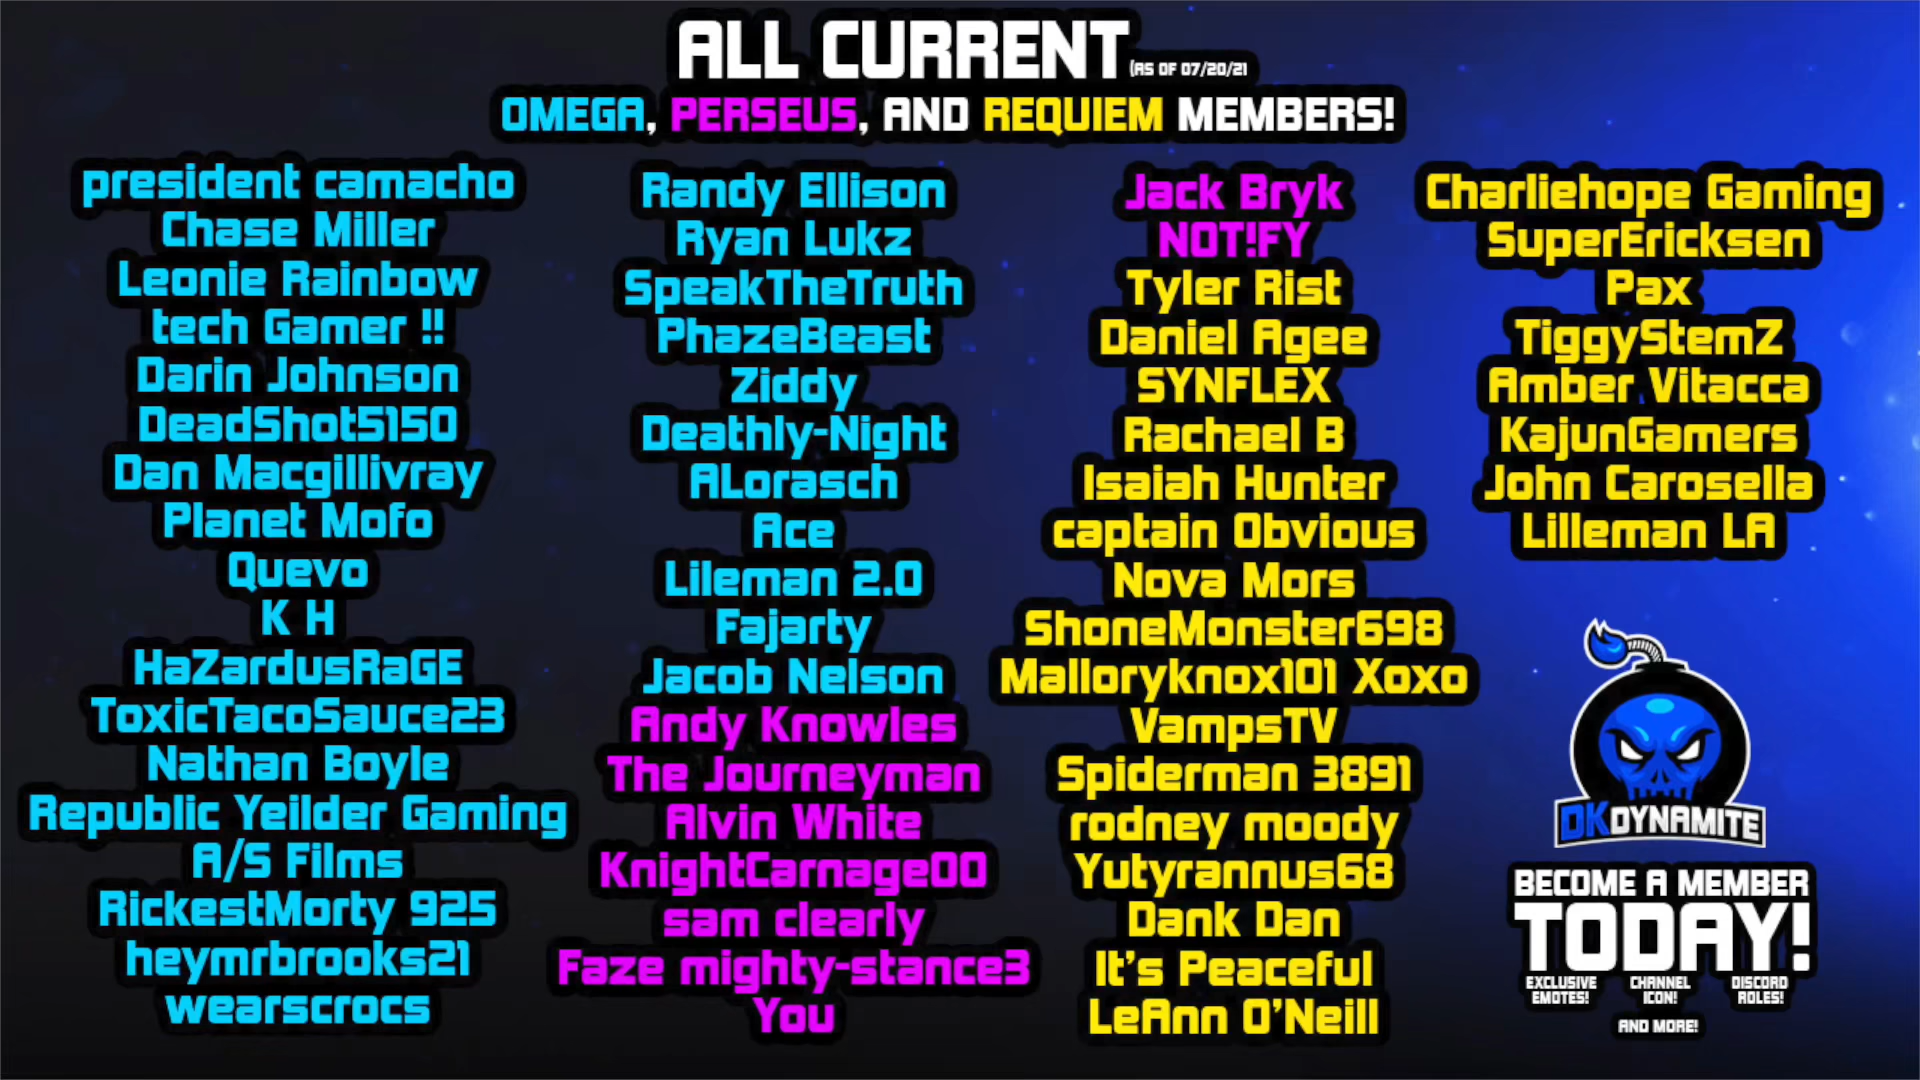 ALL CURRENT (AS OF 07/20/21
OMEGA, PERSEUS, AND REQUIEM MEMBERS!
president camacho
Chase Miller
Leonie Rainbow
tech Gamer !!
Darin Johnson
DeadShot5150
Dan Macgillivray
Planet Mofo
Quevo
K H
HaZardusRaGE
ToxicTacoSauce23
Nathan Boyle
Republic Yeilder Gaming
A/S Films
RickestMorty 925
heymrbrooks21
wearscrocs
Randy Ellison
Ryan Lukz
SpeakTheTruth
PhazeBeast
Ziddy
Deathly-Night
ALorasch
Ace
Lileman 2.0
Fajarty
Jacob Nelson
Andy Knowles
The Journeyman
Alvin White
KnightCarnage00
sam clearly
Faze mighty-stance3
You
Jack Bryk
NOT!FY
Tyler Rist
Daniel Agee
SYNFLEX
Rachael B
Isaiah Hunter
captain Obvious
Nova Mors
ShoneMonster698
Malloryknox101 Xoxo
VampsTV
Spiderman 3891
rodney moody
Yutyrannus68
Dank Dan
It's Peaceful
LeAnn O'Neill
Charliehope Gaming
SuperEricksen
Pax
TiggyStemZ
Amber Vitacca
KajunGamers
John Carosella
Lilleman LA
DKDYNAMITE
BECOME A MEMBER
TODAY!
EXCLUSIVE EMOTES!
CHANNEL ICON!
DISCORD ROLES!
AND MORE!